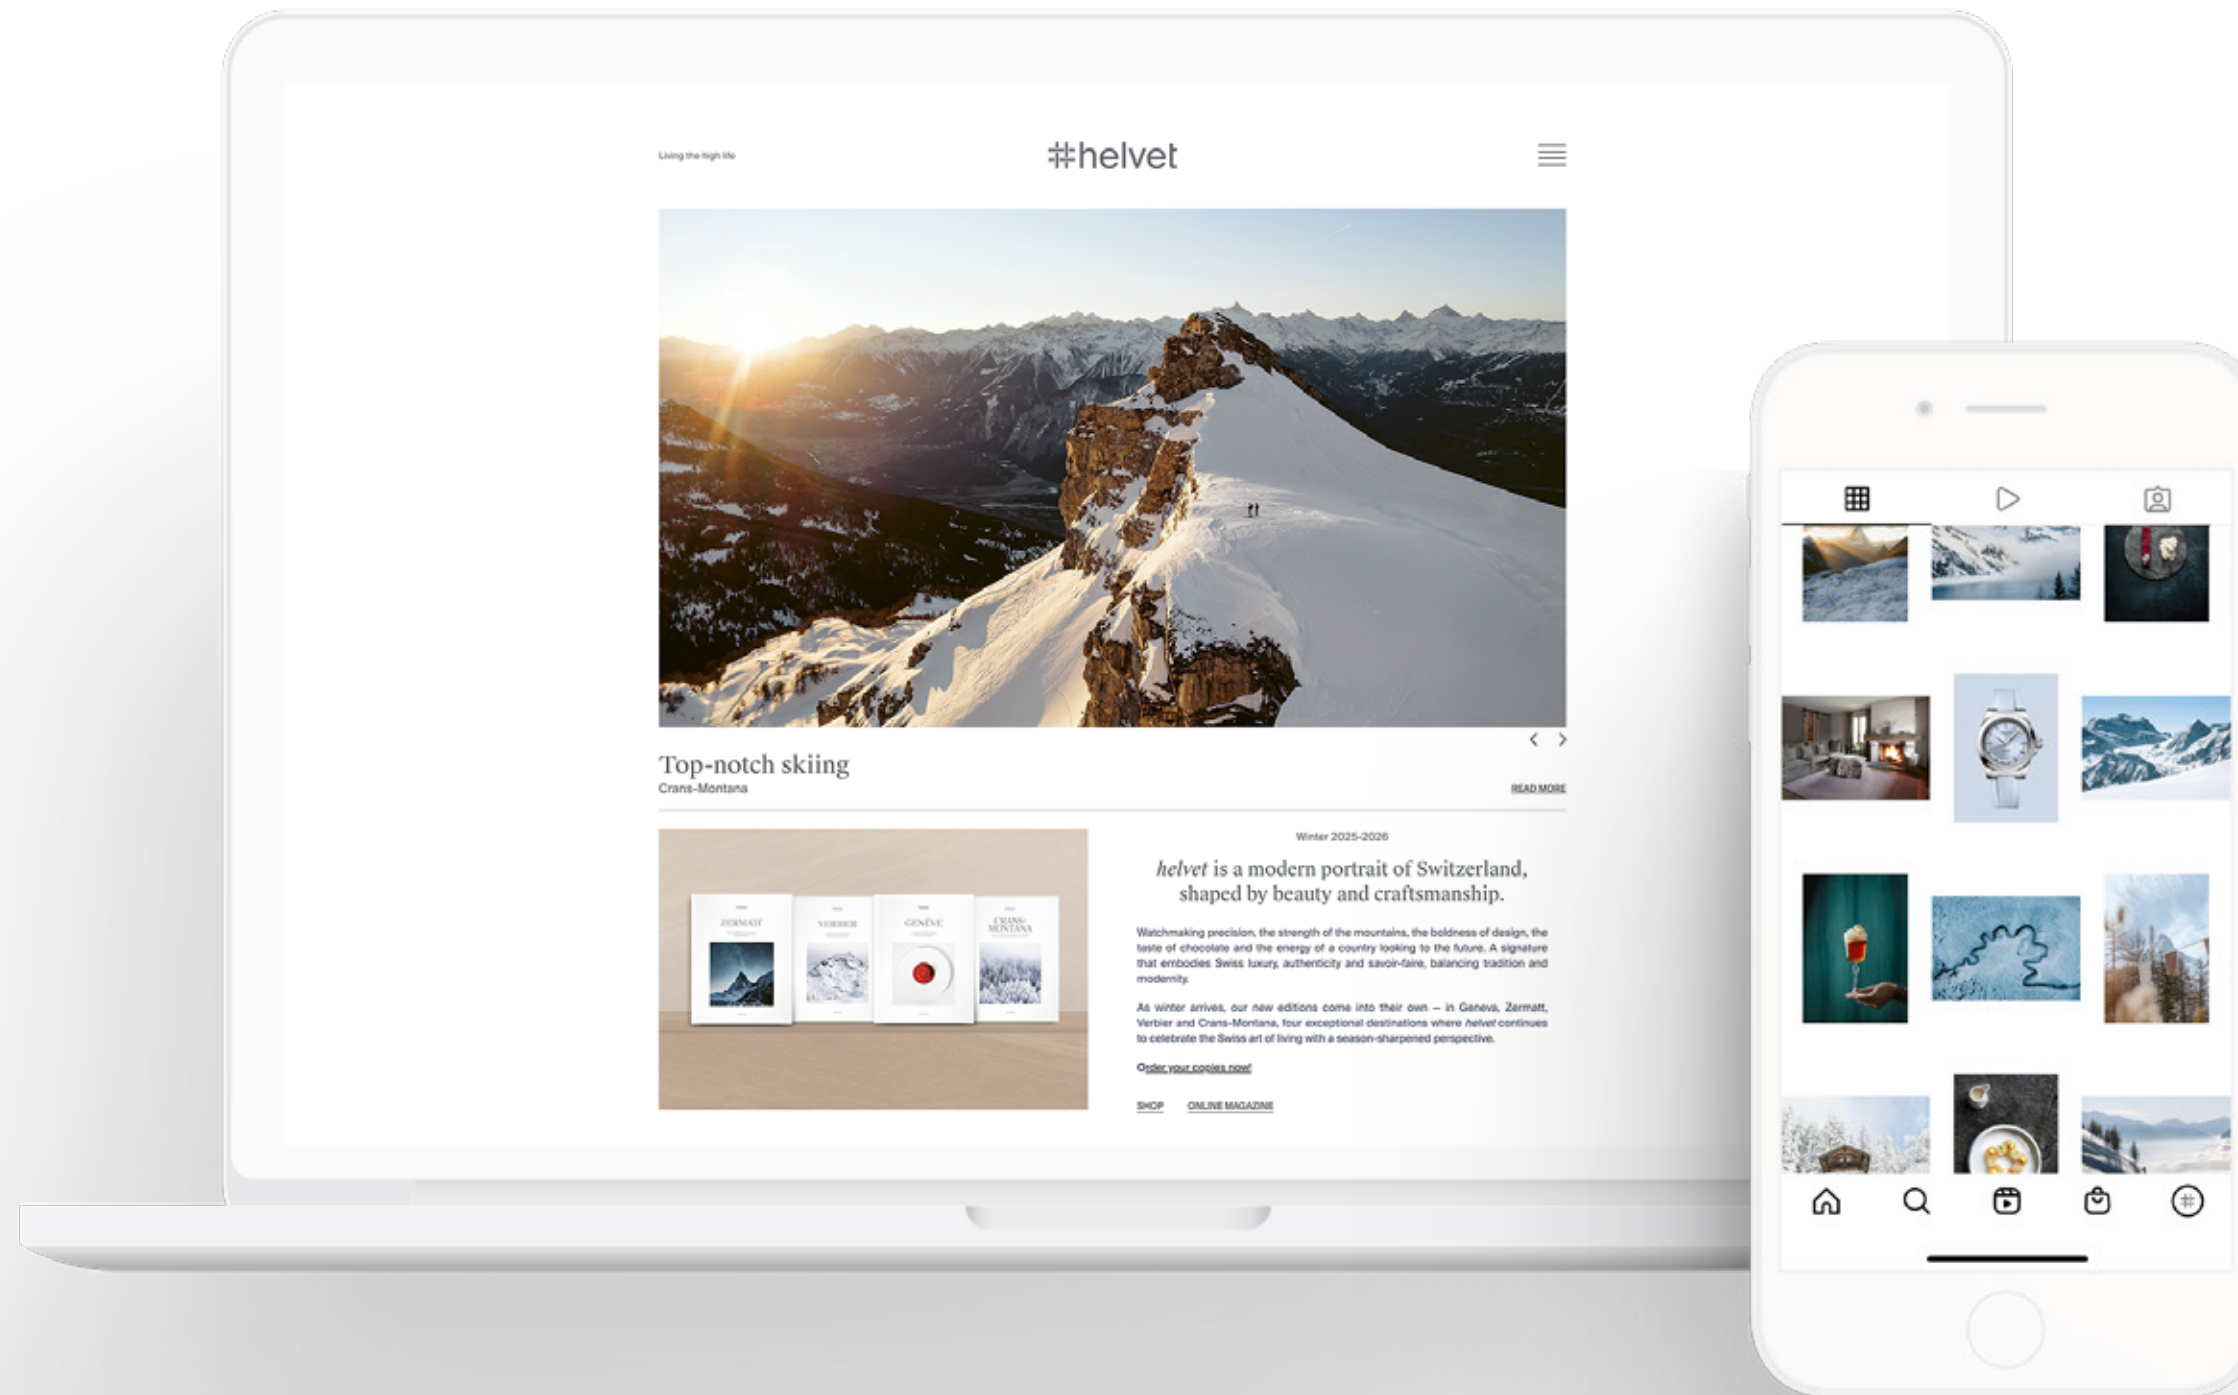 Living the high life
#helvet
Top-notch skiing
Crans-Montana
READ MORE
ZERMATT
VERBIER
GENÈVE
CRANS-
MONTANA
Winter 2025-2026
helvet is a modern portrait of Switzerland,
shaped by beauty and craftsmanship.
Watchmaking precision, the strength of the mountains, the boldness of design, the
taste of chocolate and the energy of a country looking to the future. A signature
that embodies Swiss luxury, authenticity and savoir-faire, balancing tradition and
modernity.
As winter arrives, our new editions come into their own – in Geneva, Zermatt,
Verbier and Crans-Montana, four exceptional destinations where helvet continues
to celebrate the Swiss art of living with a season-sharpened perspective.
Order your copies now!
SHOP ONLINE MAGAZINE